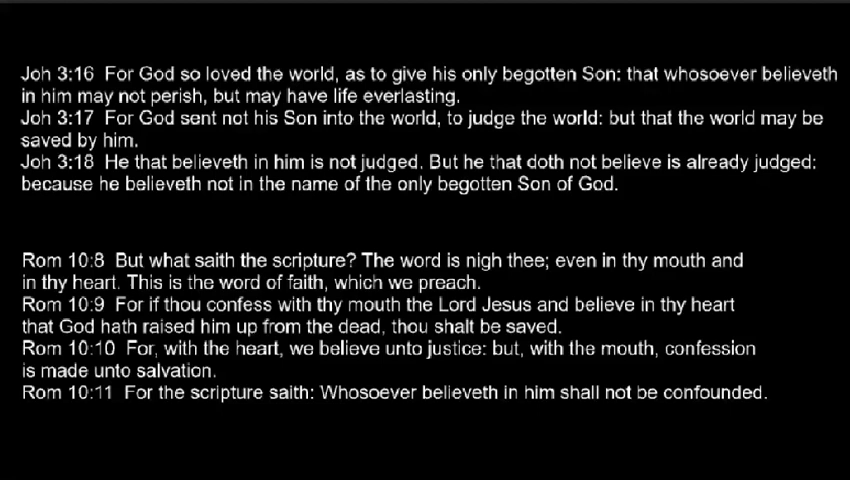 Joh 3:16  For God so loved the world, as to give his only begotten Son: that whosoever believeth
in him may not perish, but may have life everlasting.
Joh 3:17  For God sent not his Son into the world, to judge the world: but that the world may be
saved by him.
Joh 3:18  He that believeth in him is not judged. But he that doth not believe is already judged:
because he believeth not in the name of the only begotten Son of God.
Rom 10:8  But what saith the scripture? The word is nigh thee; even in thy mouth and
in thy heart. This is the word of faith, which we preach.
Rom 10:9  For if thou confess with thy mouth the Lord Jesus and believe in thy heart
that God hath raised him up from the dead, thou shalt be saved.
Rom 10:10  For, with the heart, we believe unto justice: but, with the mouth, confession
is made unto salvation.
Rom 10:11  For the scripture saith: Whosoever believeth in him shall not be confounded.